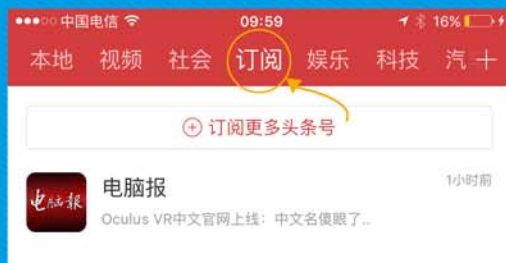 中国电信 09:59 16%
本地 视频 社会 订阅 娱乐 科技 汽
订阅更多头条号
电脑报 电脑报 1小时前
Oculus VR中文官网上线：中文名傻眼了..